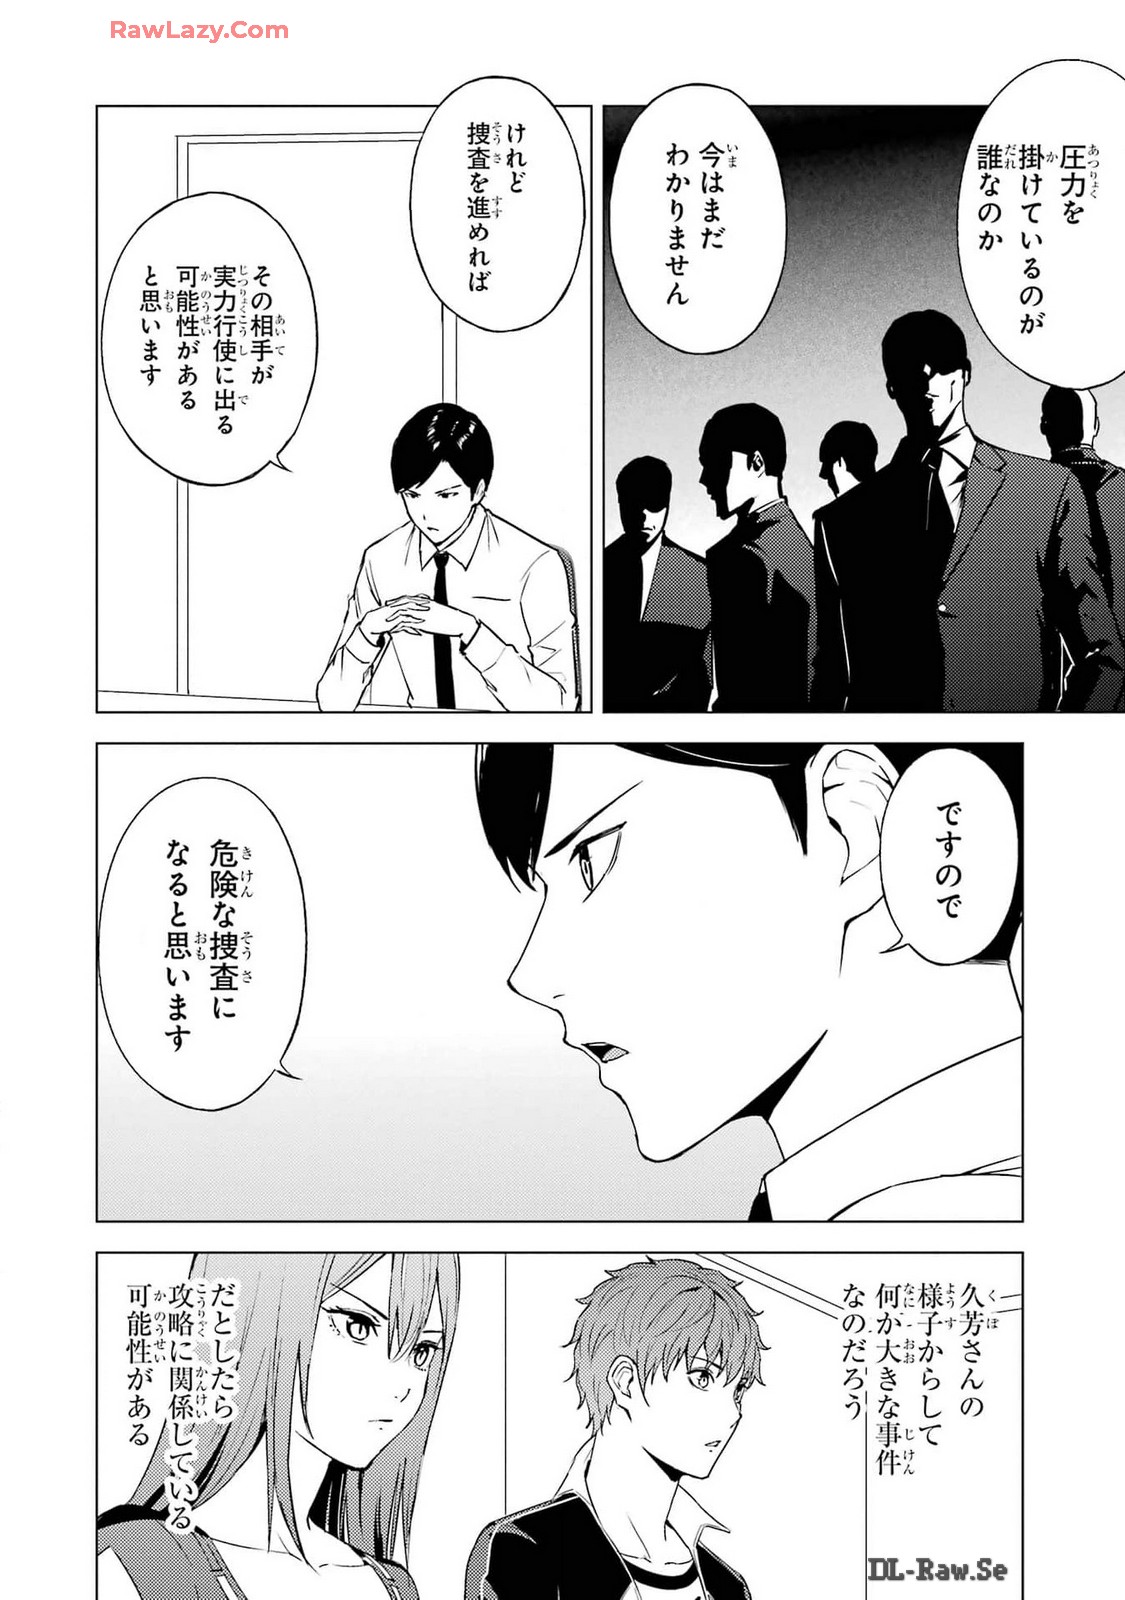 RawLazy.Com
圧力を
掛けているのが
誰なのか
今はまだ
わかりません
けれど
捜査を進めれば
その相手が
実力行使に出る
可能性がある
と思います
ですので
危険な捜査に
なると思います
久芳さんの
様子からして
何か大きな事件
なのだろう
だとしたら
攻略に関係している
可能性がある
DL-Raw.Se